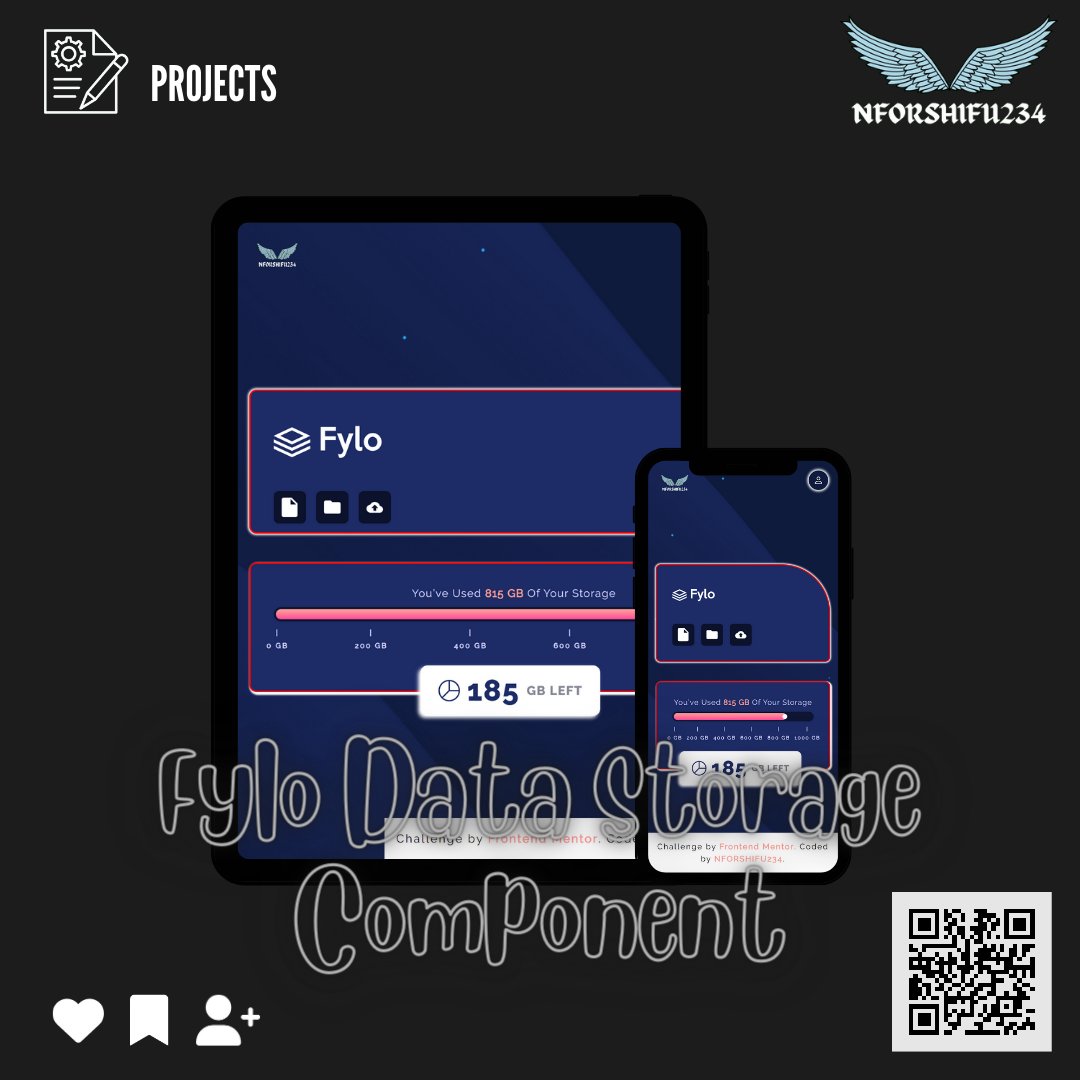 PROJECTS
NFORSHIFU234
NFORSHIFU234
Fylo
You've Used 815 GB Of Your Storage
0 GB 200 GB 400 GB 600 GB
185 GB LEFT
Challenge by Frontend Mentor. Coded
NFORSHIFU234
Fylo
You've Used 815 GB Of Your Storage
0 GB 200 GB 400 GB 600 GB 800 GB 1000 GB
185 GB LEFT
Challenge by Frontend Mentor. Coded
by NFORSHIFU234.
Fylo Data Storage
Component